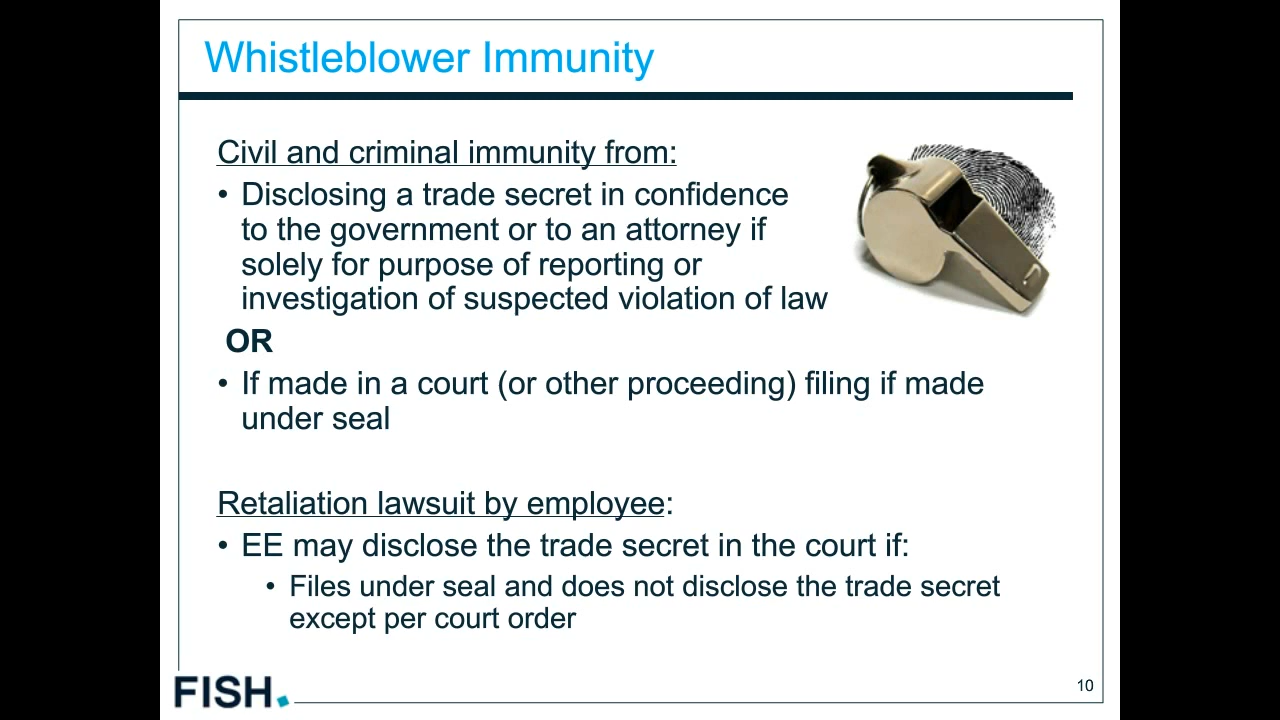 Whistleblower Immunity
Civil and criminal immunity from:
• Disclosing a trade secret in confidence
to the government or to an attorney if
solely for purpose of reporting or
investigation of suspected violation of law
OR
• If made in a court (or other proceeding) filing if made
under seal
Retaliation lawsuit by employee:
• EE may disclose the trade secret in the court if:
• Files under seal and does not disclose the trade secret
except per court order
FISH.
10